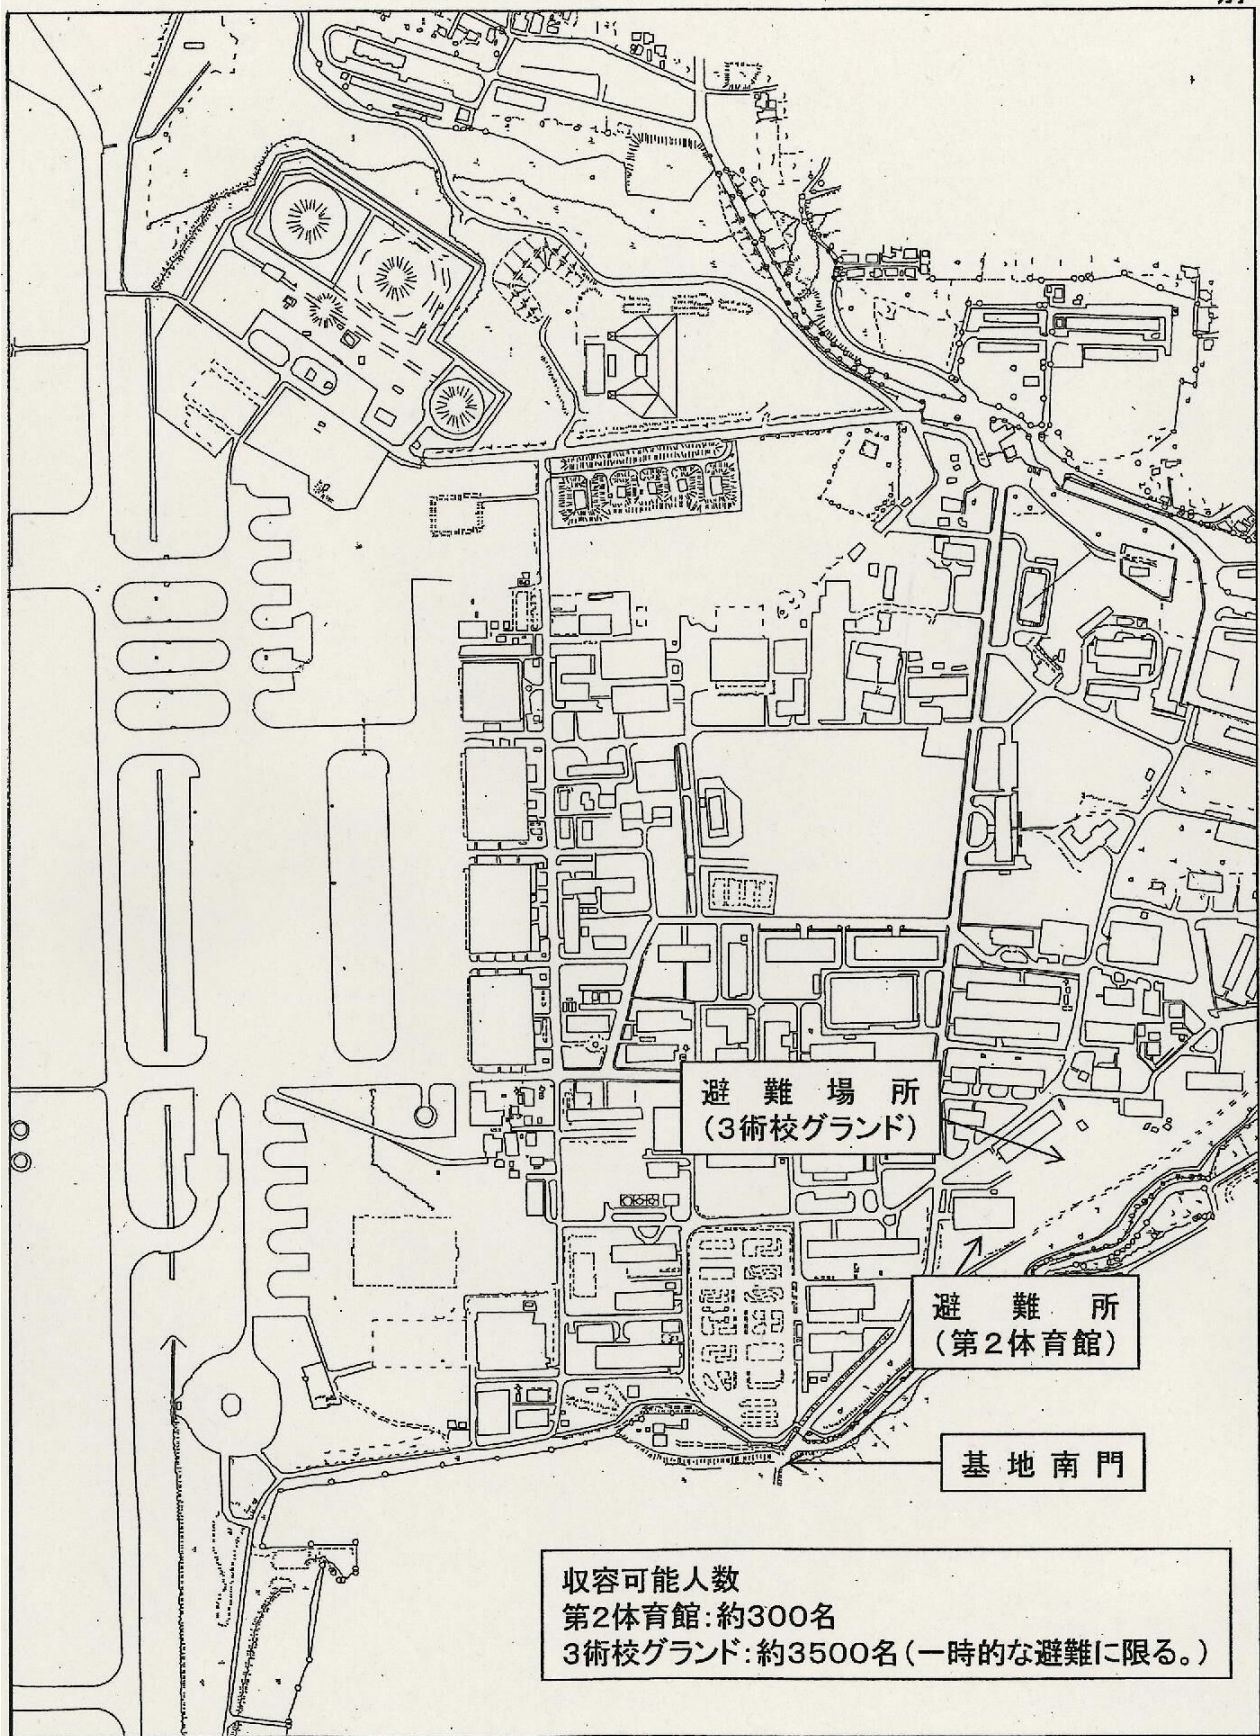 避難場所
(3術校グランド)
避難所
(第2体育館)
基地南門
収容可能人数
第2体育館:約300名
3術校グランド:約3500名(一時的な避難に限る。)